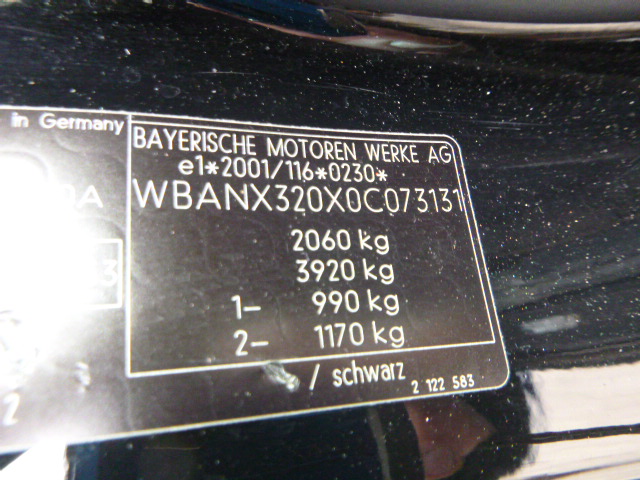 in Germany
BAYERISCHE MOTOREN WERKE AG
e1*2001/116*0230*
WBANX320X0C073131
2060 kg
3920 kg
1- 990 kg
2- 1170 kg
/ schwarz
2 122 583
2